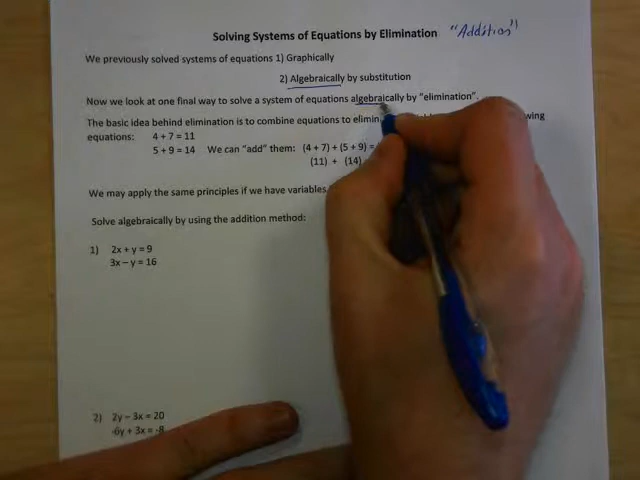 Solving Systems of Equations by Elimination "Addition"
We previously solved systems of equations 1) Graphically
2) Algebraically by substitution
Now we look at one final way to solve a system of equations algebraically by "elimination".
The basic idea behind elimination is to combine equations to elimin wing
equations: 4 + 7 = 11
5 + 9 = 14 We can "add" them: (4 + 7) + (5 + 9) =
(11) + (14)
We may apply the same principles if we have variables
Solve algebraically by using the addition method:
1) 2x + y = 9
3x – y = 16
2) 2y – 3x = 20
-6y + 3x = -8